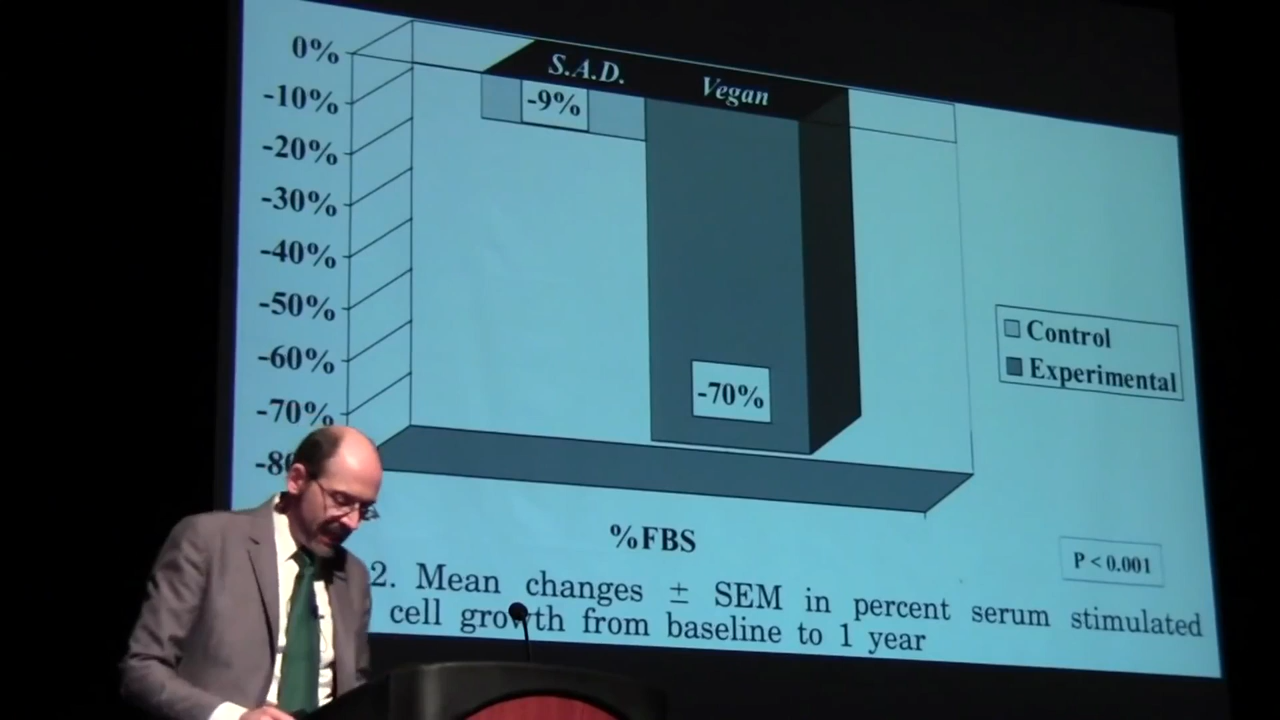 0%
-10%
-20%
-30%
-40%
-50%
-60%
-70%
S.A.D.
Vegan
-9%
-70%
Control
Experimental
%FBS
P < 0.001
2. Mean changes ± SEM in percent serum stimulated
cell growth from baseline to 1 year